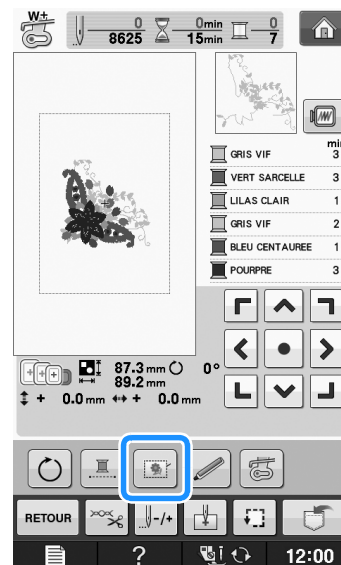 W+ 0 8625 0min 15min 0 7
min
GRIS VIF 3
VERT SARCELLE 3
LILAS CLAIR 1
GRIS VIF 2
BLEU CENTAUREE 1
POURPRE 3
87.3 mm 0°
89.2 mm
+ 0.0 mm + 0.0 mm
RETOUR -/+
? 12:00